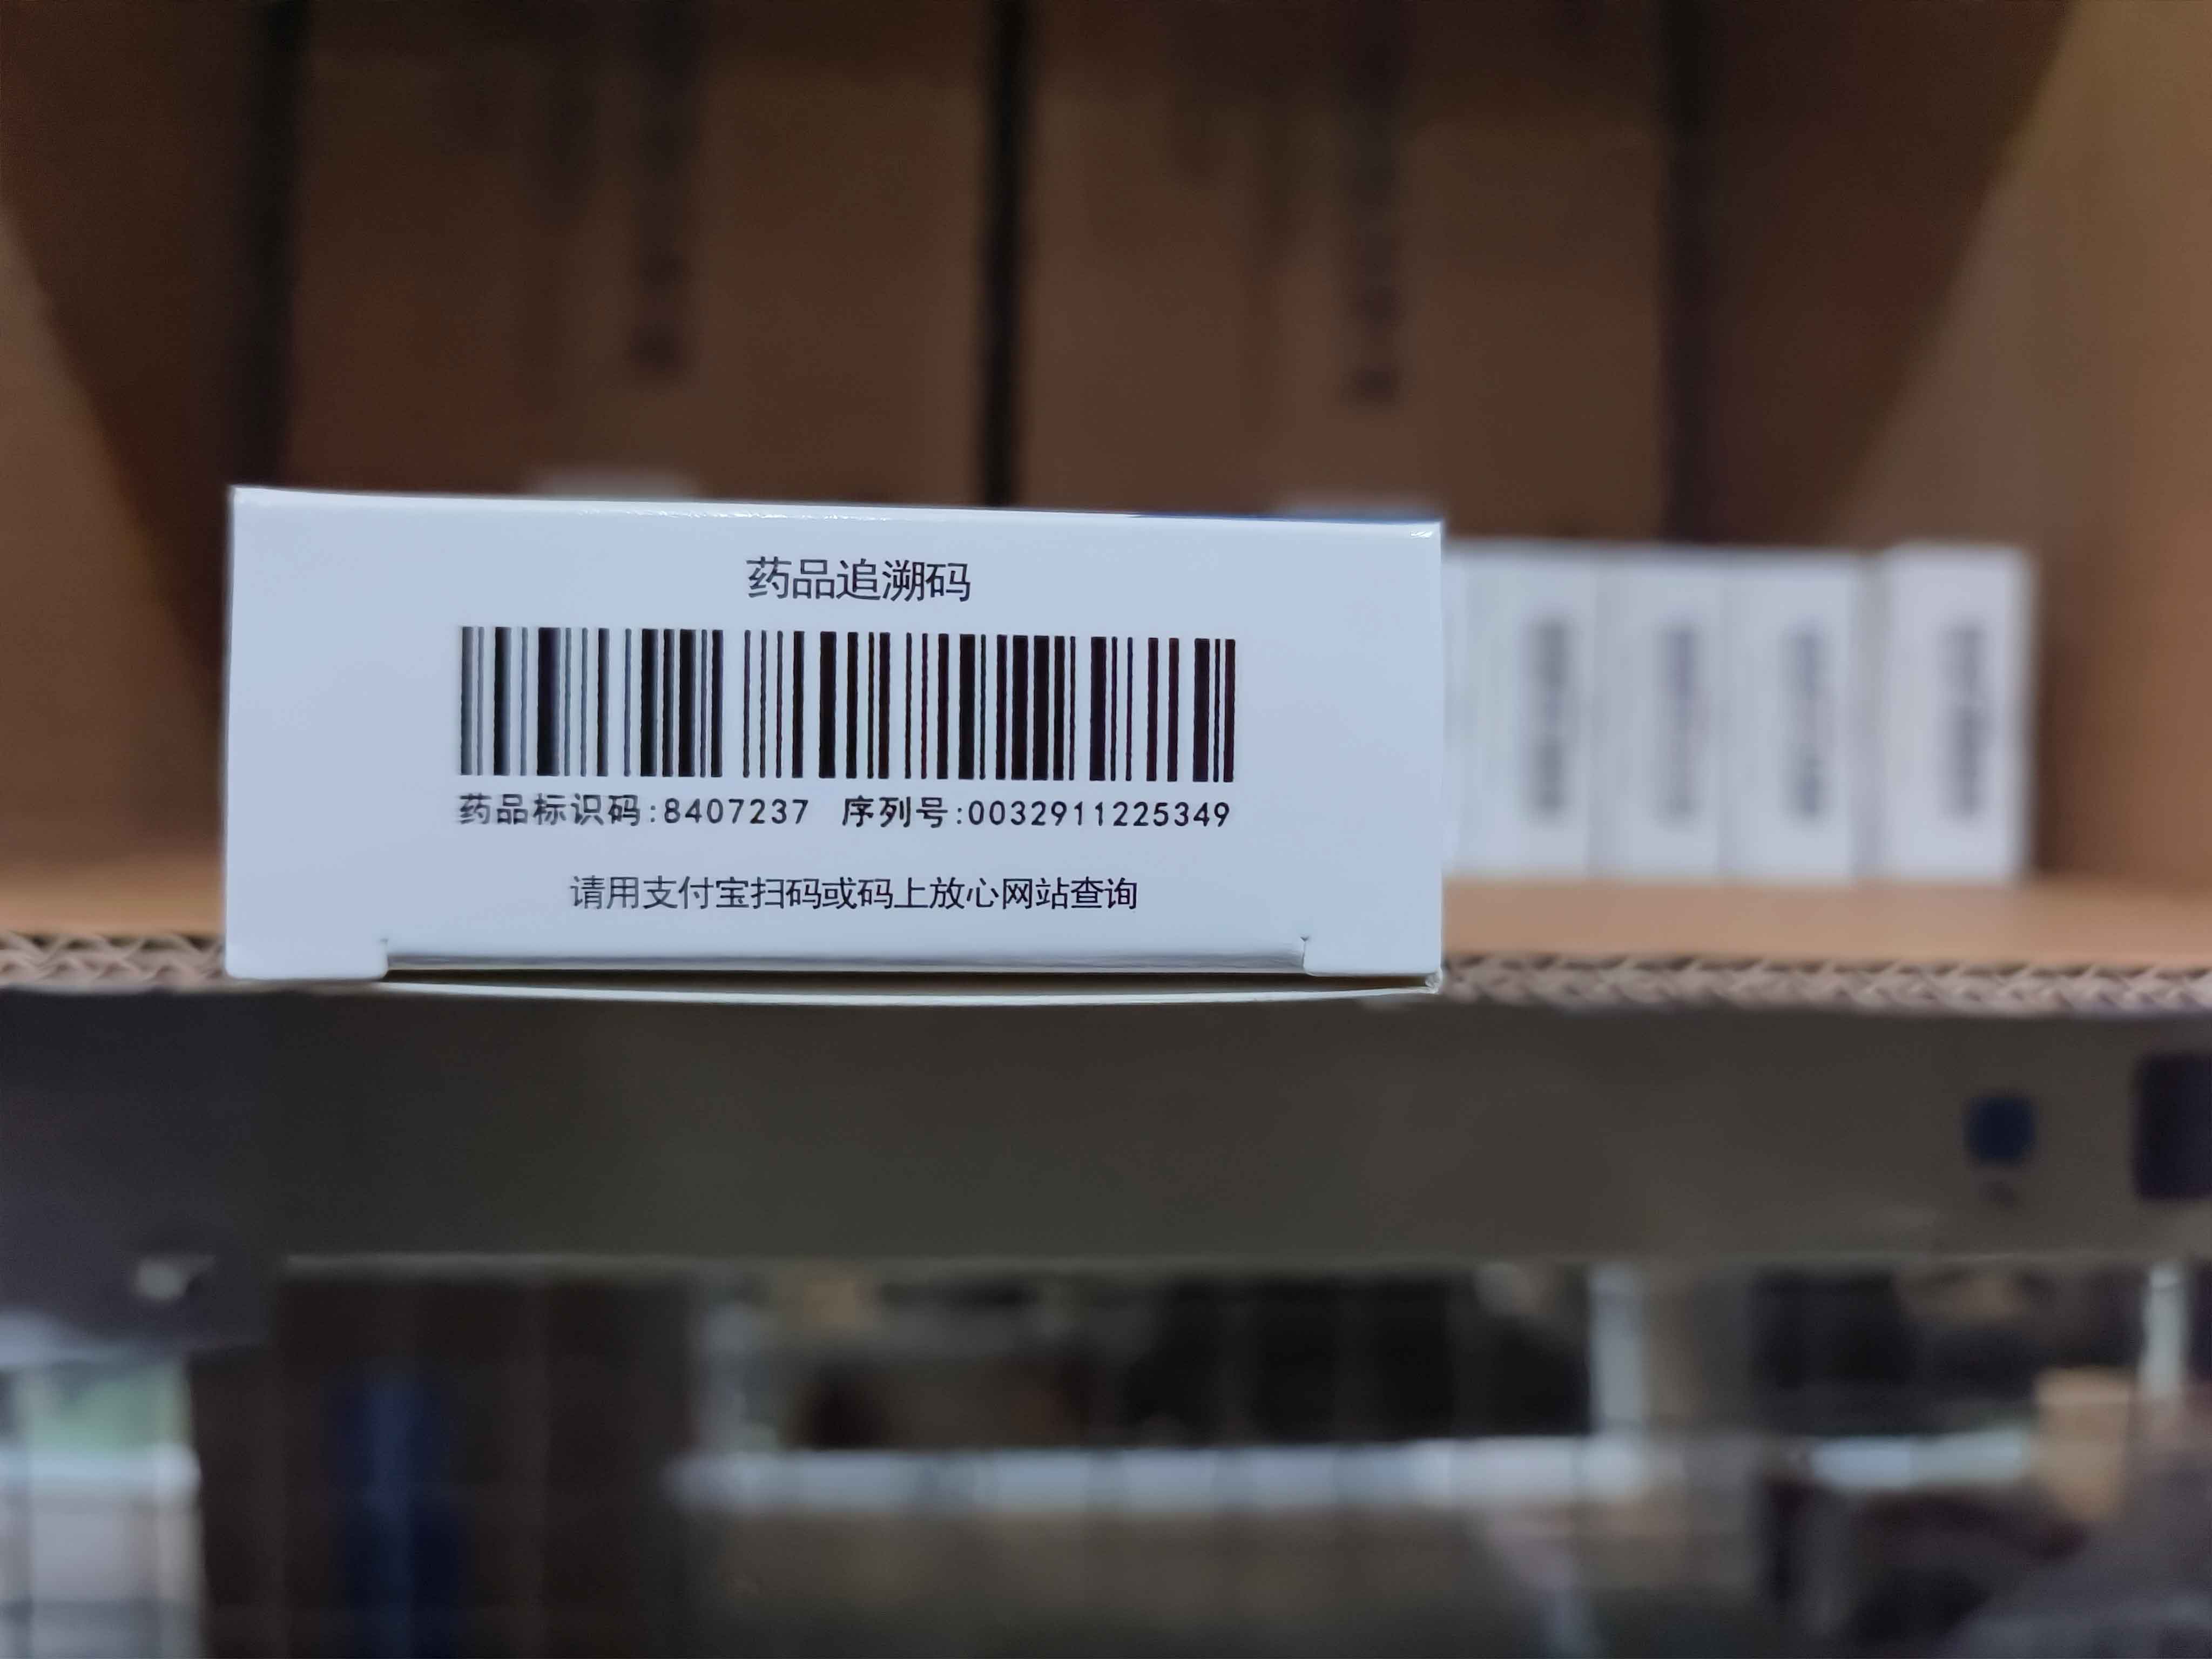 药品追溯码
药品标识码:8407237 序列号:0032911225349
请用支付宝扫码或码上放心网站查询